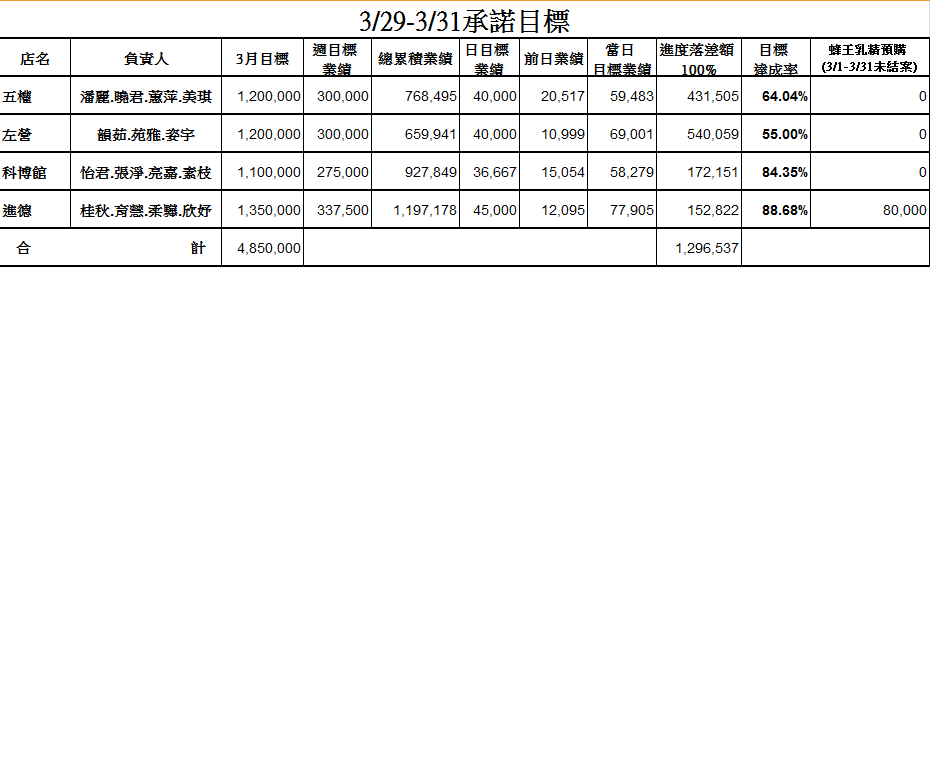 3/29-3/31承諾目標
店名 負責人 3月目標 週目標業績 總累積業績 日目標業績 前日業績 當日目標業績 進度落差額100% 目標達成率 蜂王乳精預購(3/1-3/31未結案)
五權 潘麗.曉君.蕙萍.美琪 1,200,000 300,000 768,495 40,000 20,517 59,483 431,505 64.04% 0
左營 韻茹.苑雅.姿宇 1,200,000 300,000 659,941 40,000 10,999 69,001 540,059 55.00% 0
科博館 怡君.張淨.亮嘉.素枝 1,100,000 275,000 927,849 36,667 15,054 58,279 172,151 84.35% 0
進德 桂秋.育慧.柔驊.欣妤 1,350,000 337,500 1,197,178 45,000 12,095 77,905 152,822 88.68% 80,000
合計 4,850,000 1,296,537